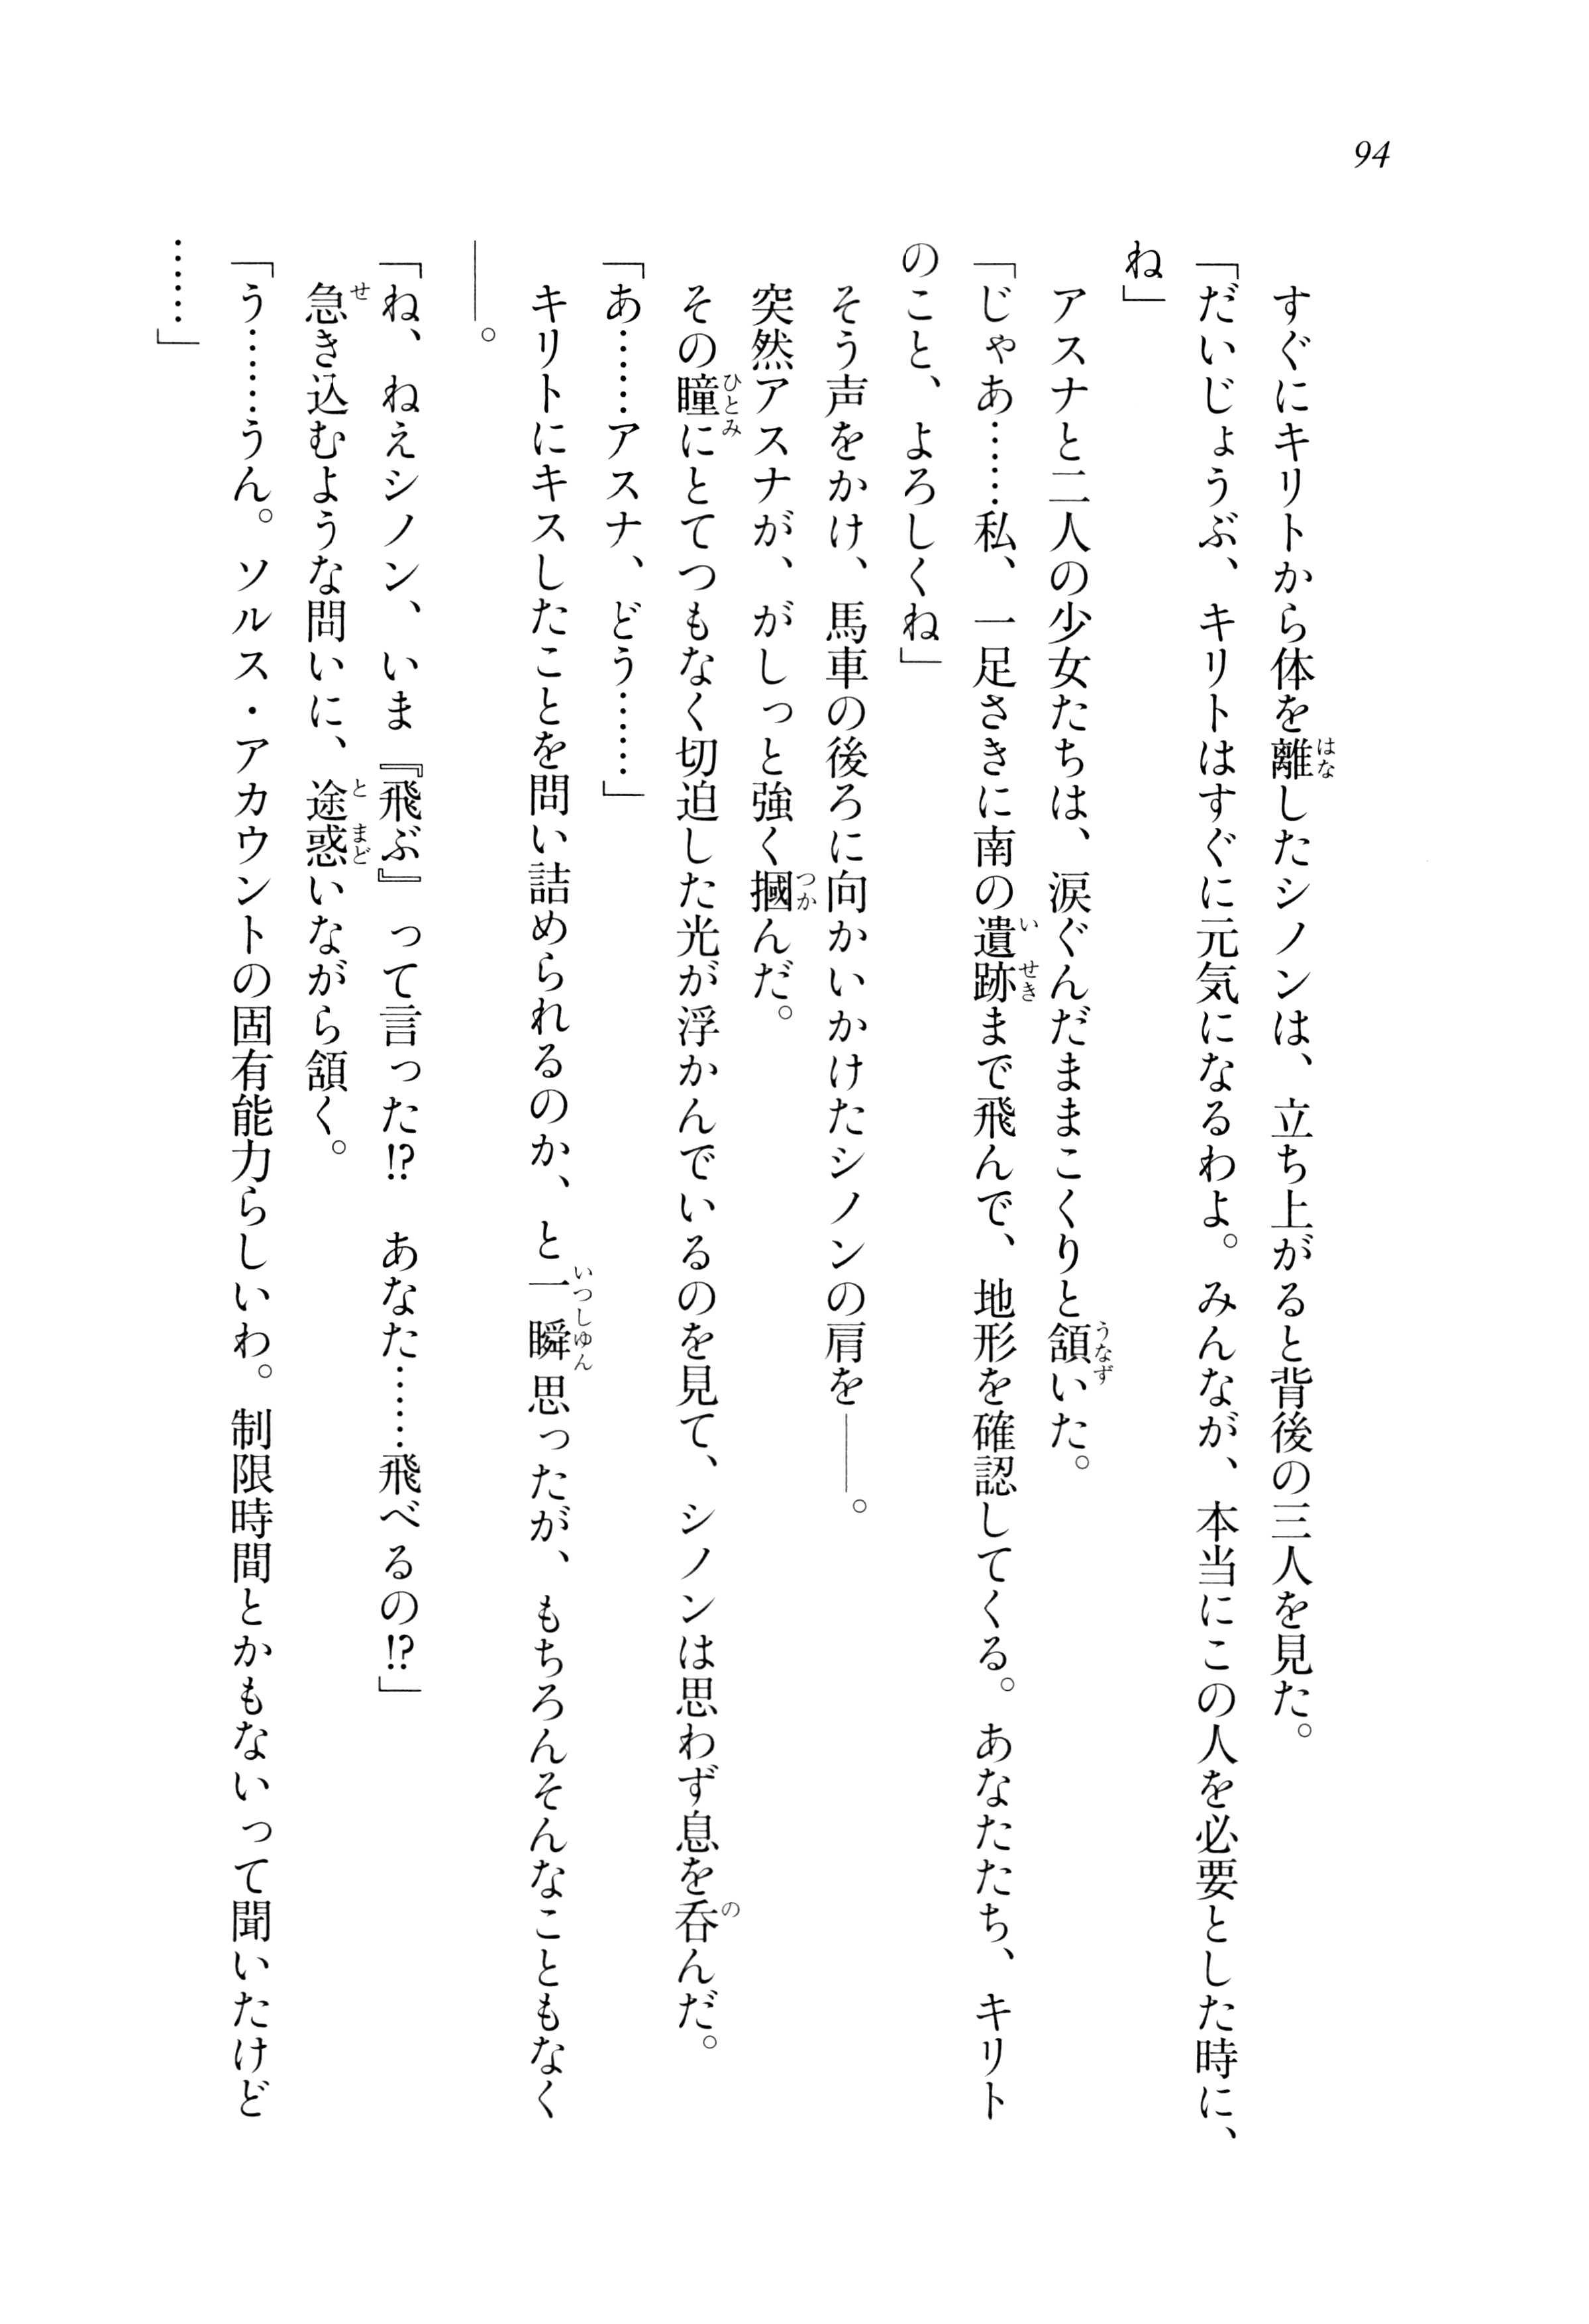 94
すぐにキリトから体を離したシノンは、立ち上がると背後の三人を見た。
「だいじょうぶ、キリトはすぐに元気になるわよ。みんなが、本当にこの人を必要とした時に、
ね」
アスナと二人の少女たちは、涙ぐんだままこくりと頷いた。
「じゃあ……私、一足さきに南の遺跡まで飛んで、地形を確認してくる。あなたたち、キリト
のこと、よろしくね」
そう声をかけ、馬車の後ろに向かいかけたシノンの肩を――。
突然アスナが、がしっと強く摑んだ。
その瞳にとてつもなく切迫した光が浮かんでいるのを見て、シノンは思わず息を呑んだ。
「あ……アスナ、どう……」
キリトにキスしたことを問い詰められるのか、と一瞬思ったが、もちろんそんなこともなく
――。
「ね、ねえシノン、いま『飛ぶ』って言った!?　あなた……飛べるの!?」
急き込むような問いに、途惑いながら頷く。
「う……うん。ソルス・アカウントの固有能力らしいわ。制限時間とかもないって聞いたけど
……」